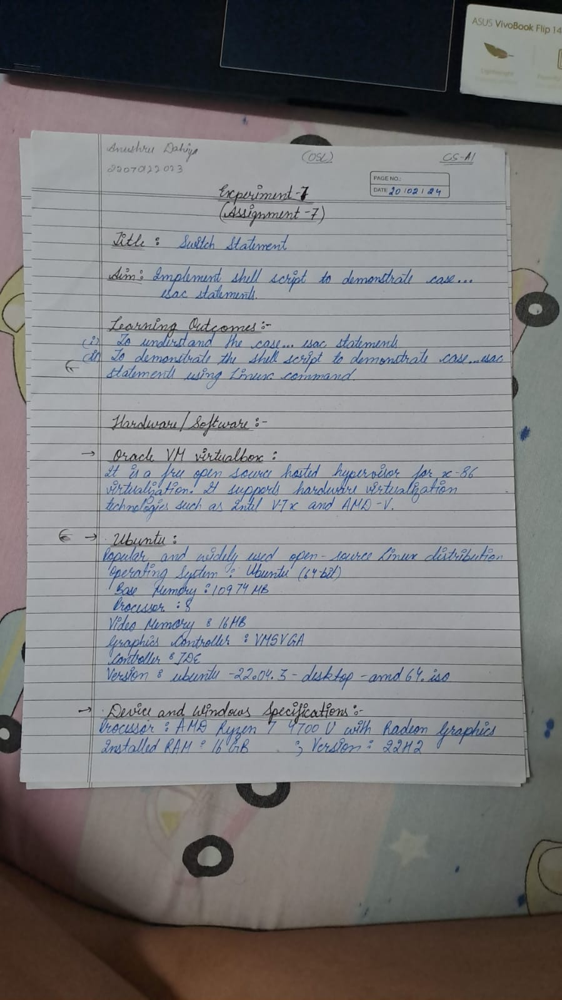 ASUS VivoBook Flip 14
Lightweight
Anushree Dahiya
(OSL)
CS-A1
22070122023
PAGE NO.:
DATE 20/02/24
Experiment-7
(Assignment-7)
Title : Switch Statement
Aim : Implement shell script to demonstrate case...
esac statements.
Learning Outcomes :-
(i) To understand the case... esac statements
(ii) To demonstrate the shell script to demonstrate case...esac
statements using Linux command.
Hardware/Software :-
→ Oracle VM virtualbox :
It is a free open source hosted hypervisor for x-86
virtualization. It supports hardware virtualization
technologies such as Intel V-Tx and AMD-V.
→ Ubuntu :
Popular and widely used open-source Linux distribution
Operating System : Ubuntu (64-bit)
Base Memory : 10974 MB
Processor : 8
Video Memory : 16MB
Graphics Controller : VMSVGA
Controller : IDE
Version : ubuntu-22.04.3-desktop-amd64.iso
→ Device and Windows Specifications :-
Processor : AMD Ryzen 7 4700U with Radeon Graphics
Installed RAM : 16 GB ; Version : 22H2